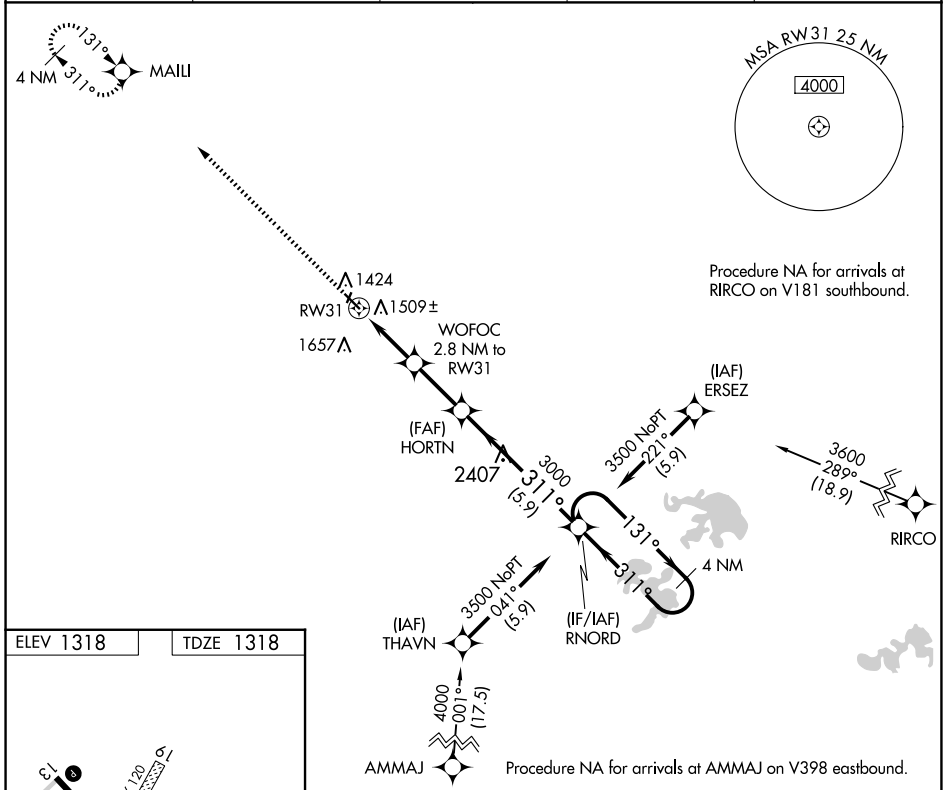 131°
4 NM
311°
MAILI
MSA RW31 25 NM
4000
Procedure NA for arrivals at
RIRCO on V181 southbound.
1424
RW31
1509±
1657
WOFOC
2.8 NM to
RW31
(FAF)
HORTN
2407
3000
311°
(5.9)
(IAF)
ERSEZ
3500 NoPT
221°
(5.9)
3600
289°
(18.9)
RIRCO
131°
311°
4 NM
(IF/IAF)
RNORD
3500 NoPT
041°
(5.9)
(IAF)
THAVN
4000
001°
(17.5)
AMMAJ
Procedure NA for arrivals at AMMAJ on V398 eastbound.
ELEV 1318
TDZE 1318
13
P
120
19